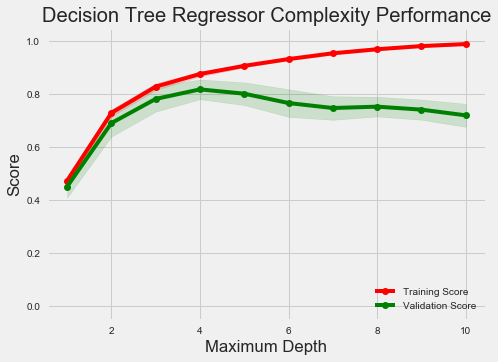 Decision Tree Regressor Complexity Performance
1.0
0.8
0.6
0.4
0.2
0.0
Score
2 4 6 8 10
Maximum Depth
Training Score
Validation Score